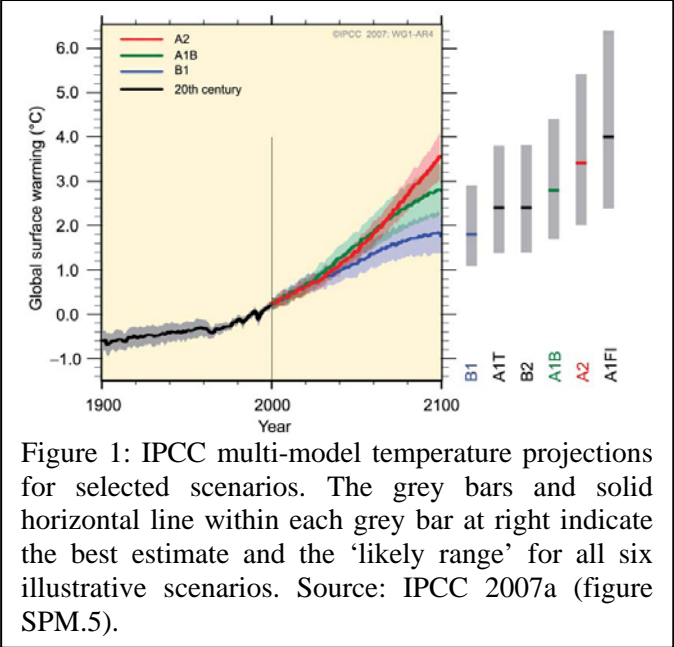 6.0
5.0
4.0
3.0
2.0
1.0
0.0
−1.0
Global surface warming (°C)
A2
A1B
B1
20th century
©IPCC 2007: WG1-AR4
1900
2000
2100
Year
B1
A1T
B2
A1B
A2
A1FI
Figure 1: IPCC multi-model temperature projections
for selected scenarios. The grey bars and solid
horizontal line within each grey bar at right indicate
the best estimate and the ‘likely range’ for all six
illustrative scenarios. Source: IPCC 2007a (figure
SPM.5).